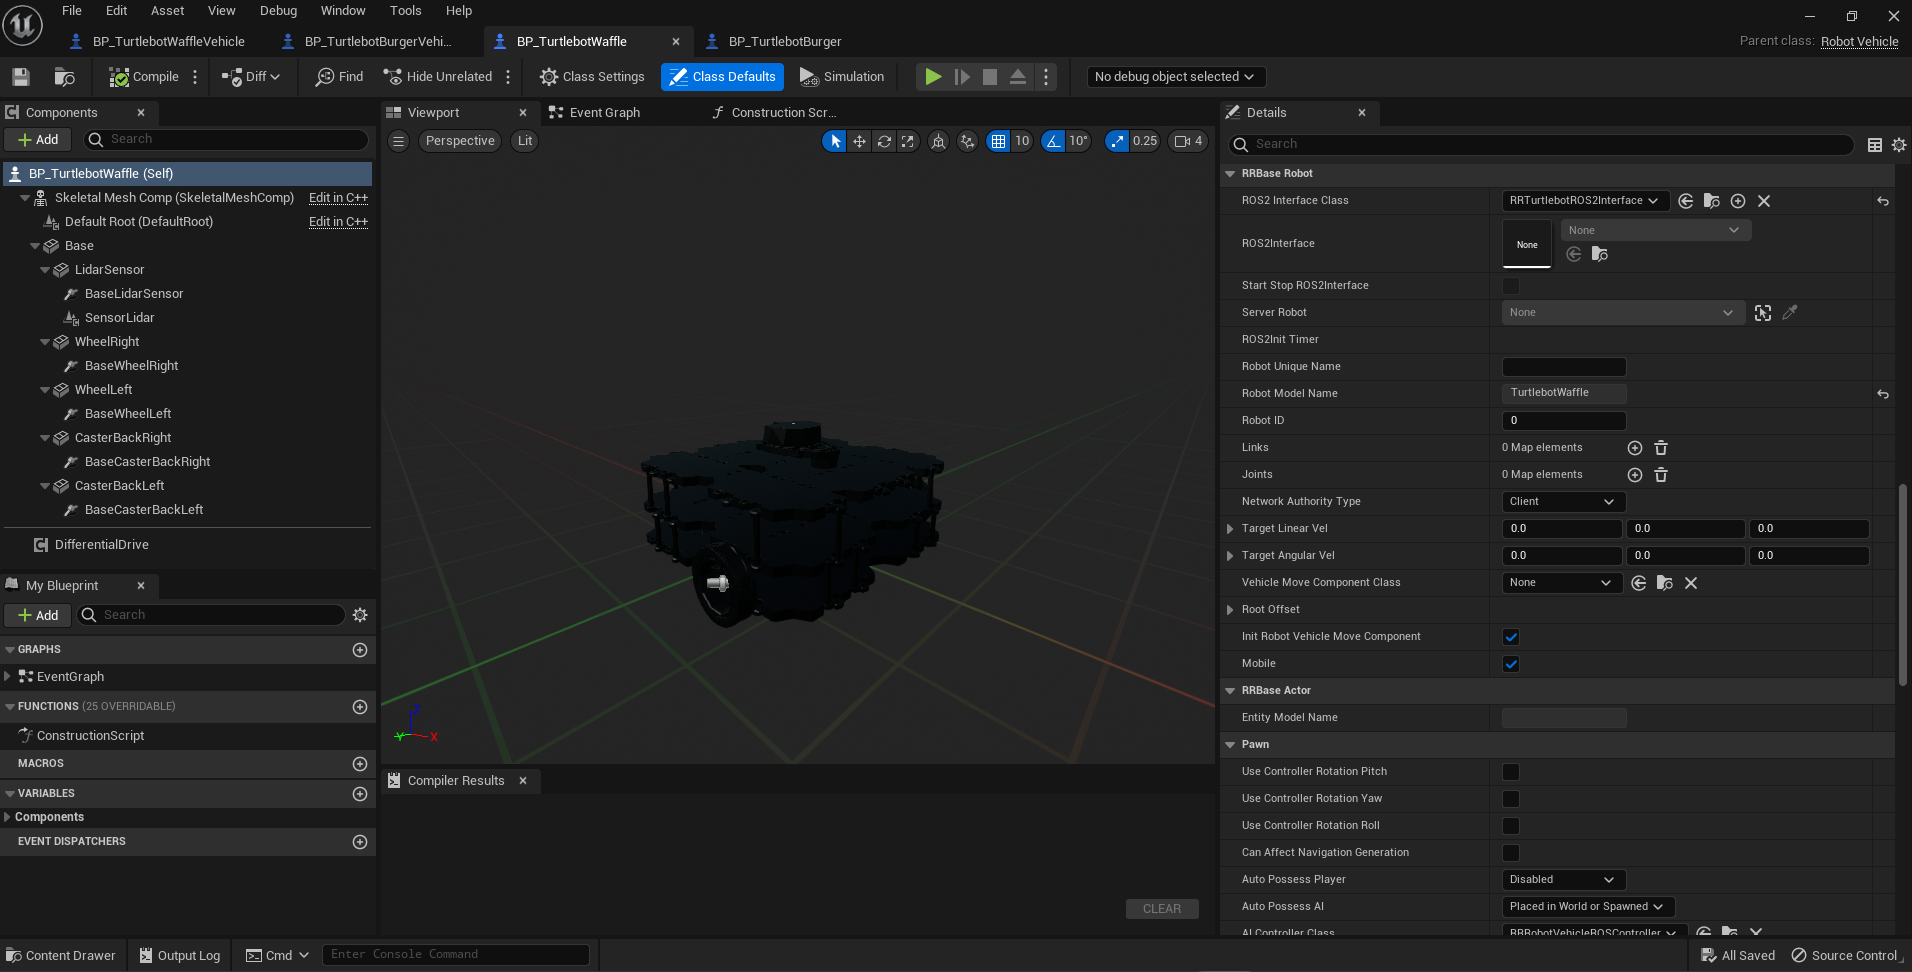 File Edit Asset View Debug Window Tools Help
BP_TurtlebotWaffleVehicle BP_TurtlebotBurgerVehi... BP_TurtlebotWaffle BP_TurtlebotBurger
Parent class: Robot Vehicle
Compile Diff Find Hide Unrelated Class Settings Class Defaults Simulation No debug object selected
Components
Add Search
BP_TurtlebotWaffle (Self)
Skeletal Mesh Comp (SkeletalMeshComp) Edit in C++
Default Root (DefaultRoot) Edit in C++
Base
LidarSensor
BaseLidarSensor
SensorLidar
WheelRight
BaseWheelRight
WheelLeft
BaseWheelLeft
CasterBackRight
BaseCasterBackRight
CasterBackLeft
BaseCasterBackLeft
DifferentialDrive
My Blueprint
Add Search
GRAPHS
EventGraph
FUNCTIONS (25 OVERRIDABLE)
ConstructionScript
MACROS
VARIABLES
Components
EVENT DISPATCHERS
Viewport Event Graph Construction Scr...
Perspective Lit 10 10° 0.25 4
Z
Y X
Compiler Results
CLEAR
Details
Search
RRBase Robot
ROS2 Interface Class RRTurtlebotROS2Interface
ROS2Interface None None
Start Stop ROS2Interface
Server Robot None
ROS2Init Timer
Robot Unique Name
Robot Model Name TurtlebotWaffle
Robot ID 0
Links 0 Map elements
Joints 0 Map elements
Network Authority Type Client
Target Linear Vel 0.0 0.0 0.0
Target Angular Vel 0.0 0.0 0.0
Vehicle Move Component Class None
Root Offset
Init Robot Vehicle Move Component
Mobile
RRBase Actor
Entity Model Name
Pawn
Use Controller Rotation Pitch
Use Controller Rotation Yaw
Use Controller Rotation Roll
Can Affect Navigation Generation
Auto Possess Player Disabled
Auto Possess AI Placed in World or Spawned
AI Controller Class RRRobotVehicleROSController
Content Drawer Output Log Cmd Enter Console Command All Saved Source Control